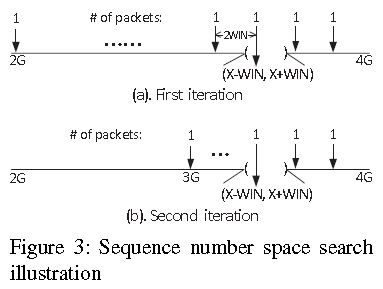 # of packets: 1 ...... 1 1 1 1
2WIN
2G ( ) 4G
(X-WIN, X+WIN)
(a). First iteration
# of packets: 1 ... 1 1 1
2G 3G ( ) 4G
(X-WIN, X+WIN)
(b). Second iteration
Figure 3: Sequence number space search
illustration